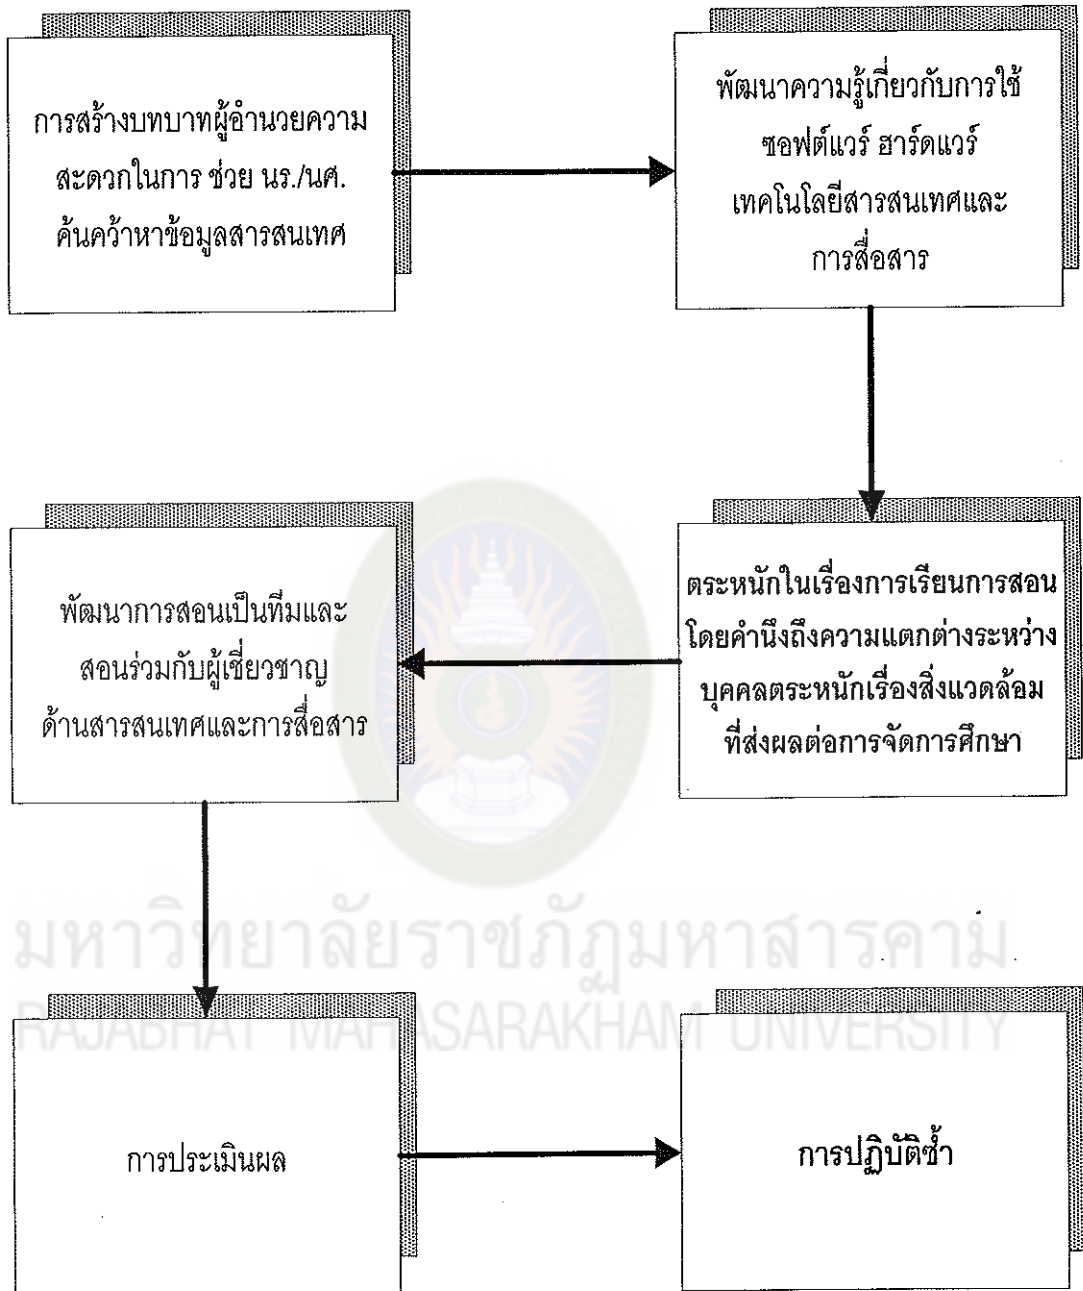 การสร้างบทบาทผู้อำนวยความ
สะดวกในการ ช่วย นร./นศ.
ค้นคว้าหาข้อมูลสารสนเทศ
พัฒนาความรู้เกี่ยวกับการใช้
ซอฟต์แวร์ ฮาร์ดแวร์
เทคโนโลยีสารสนเทศและ
การสื่อสาร
ตระหนักในเรื่องการเรียนการสอน
โดยคำนึงถึงความแตกต่างระหว่าง
บุคคลตระหนักเรื่องสิ่งแวดล้อม
ที่ส่งผลต่อการจัดการศึกษา
พัฒนาการสอนเป็นทีมและ
สอนร่วมกับผู้เชี่ยวชาญ
ด้านสารสนเทศและการสื่อสาร
มหาวิทยาลัยราชภัฏมหาสารคาม
RAJABHAT MAHASARAKHAM UNIVERSITY
การประเมินผล
การปฏิบัติซ้ำ